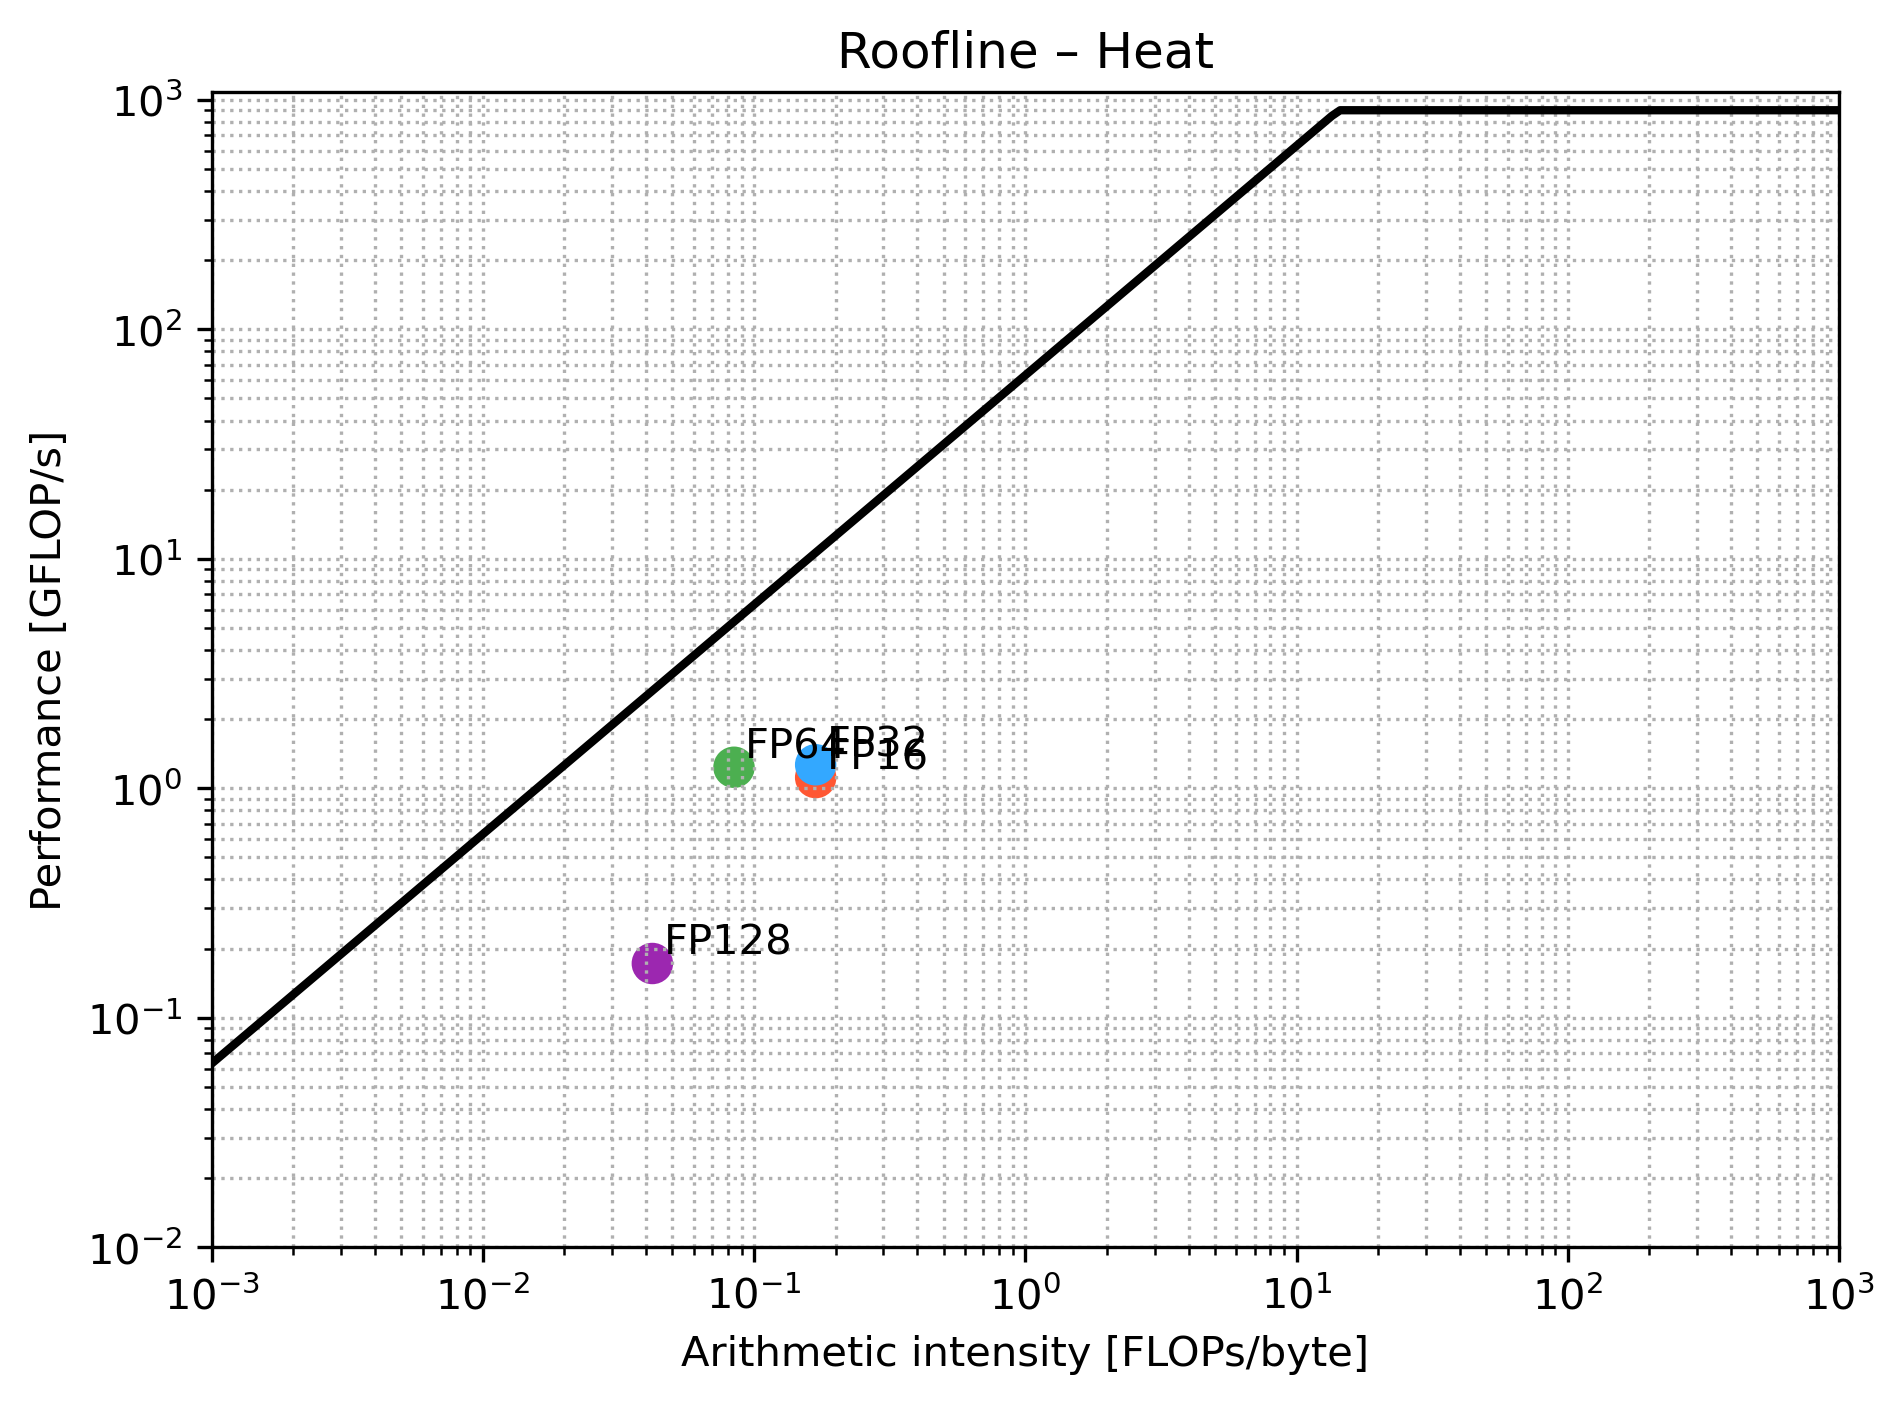 Roofline – Heat
Performance [GFLOP/s]
10³
10²
10¹
10⁰
10⁻¹
10⁻²
FP64
FP32
FP16
FP128
10⁻³ 10⁻² 10⁻¹ 10⁰ 10¹ 10² 10³
Arithmetic intensity [FLOPs/byte]